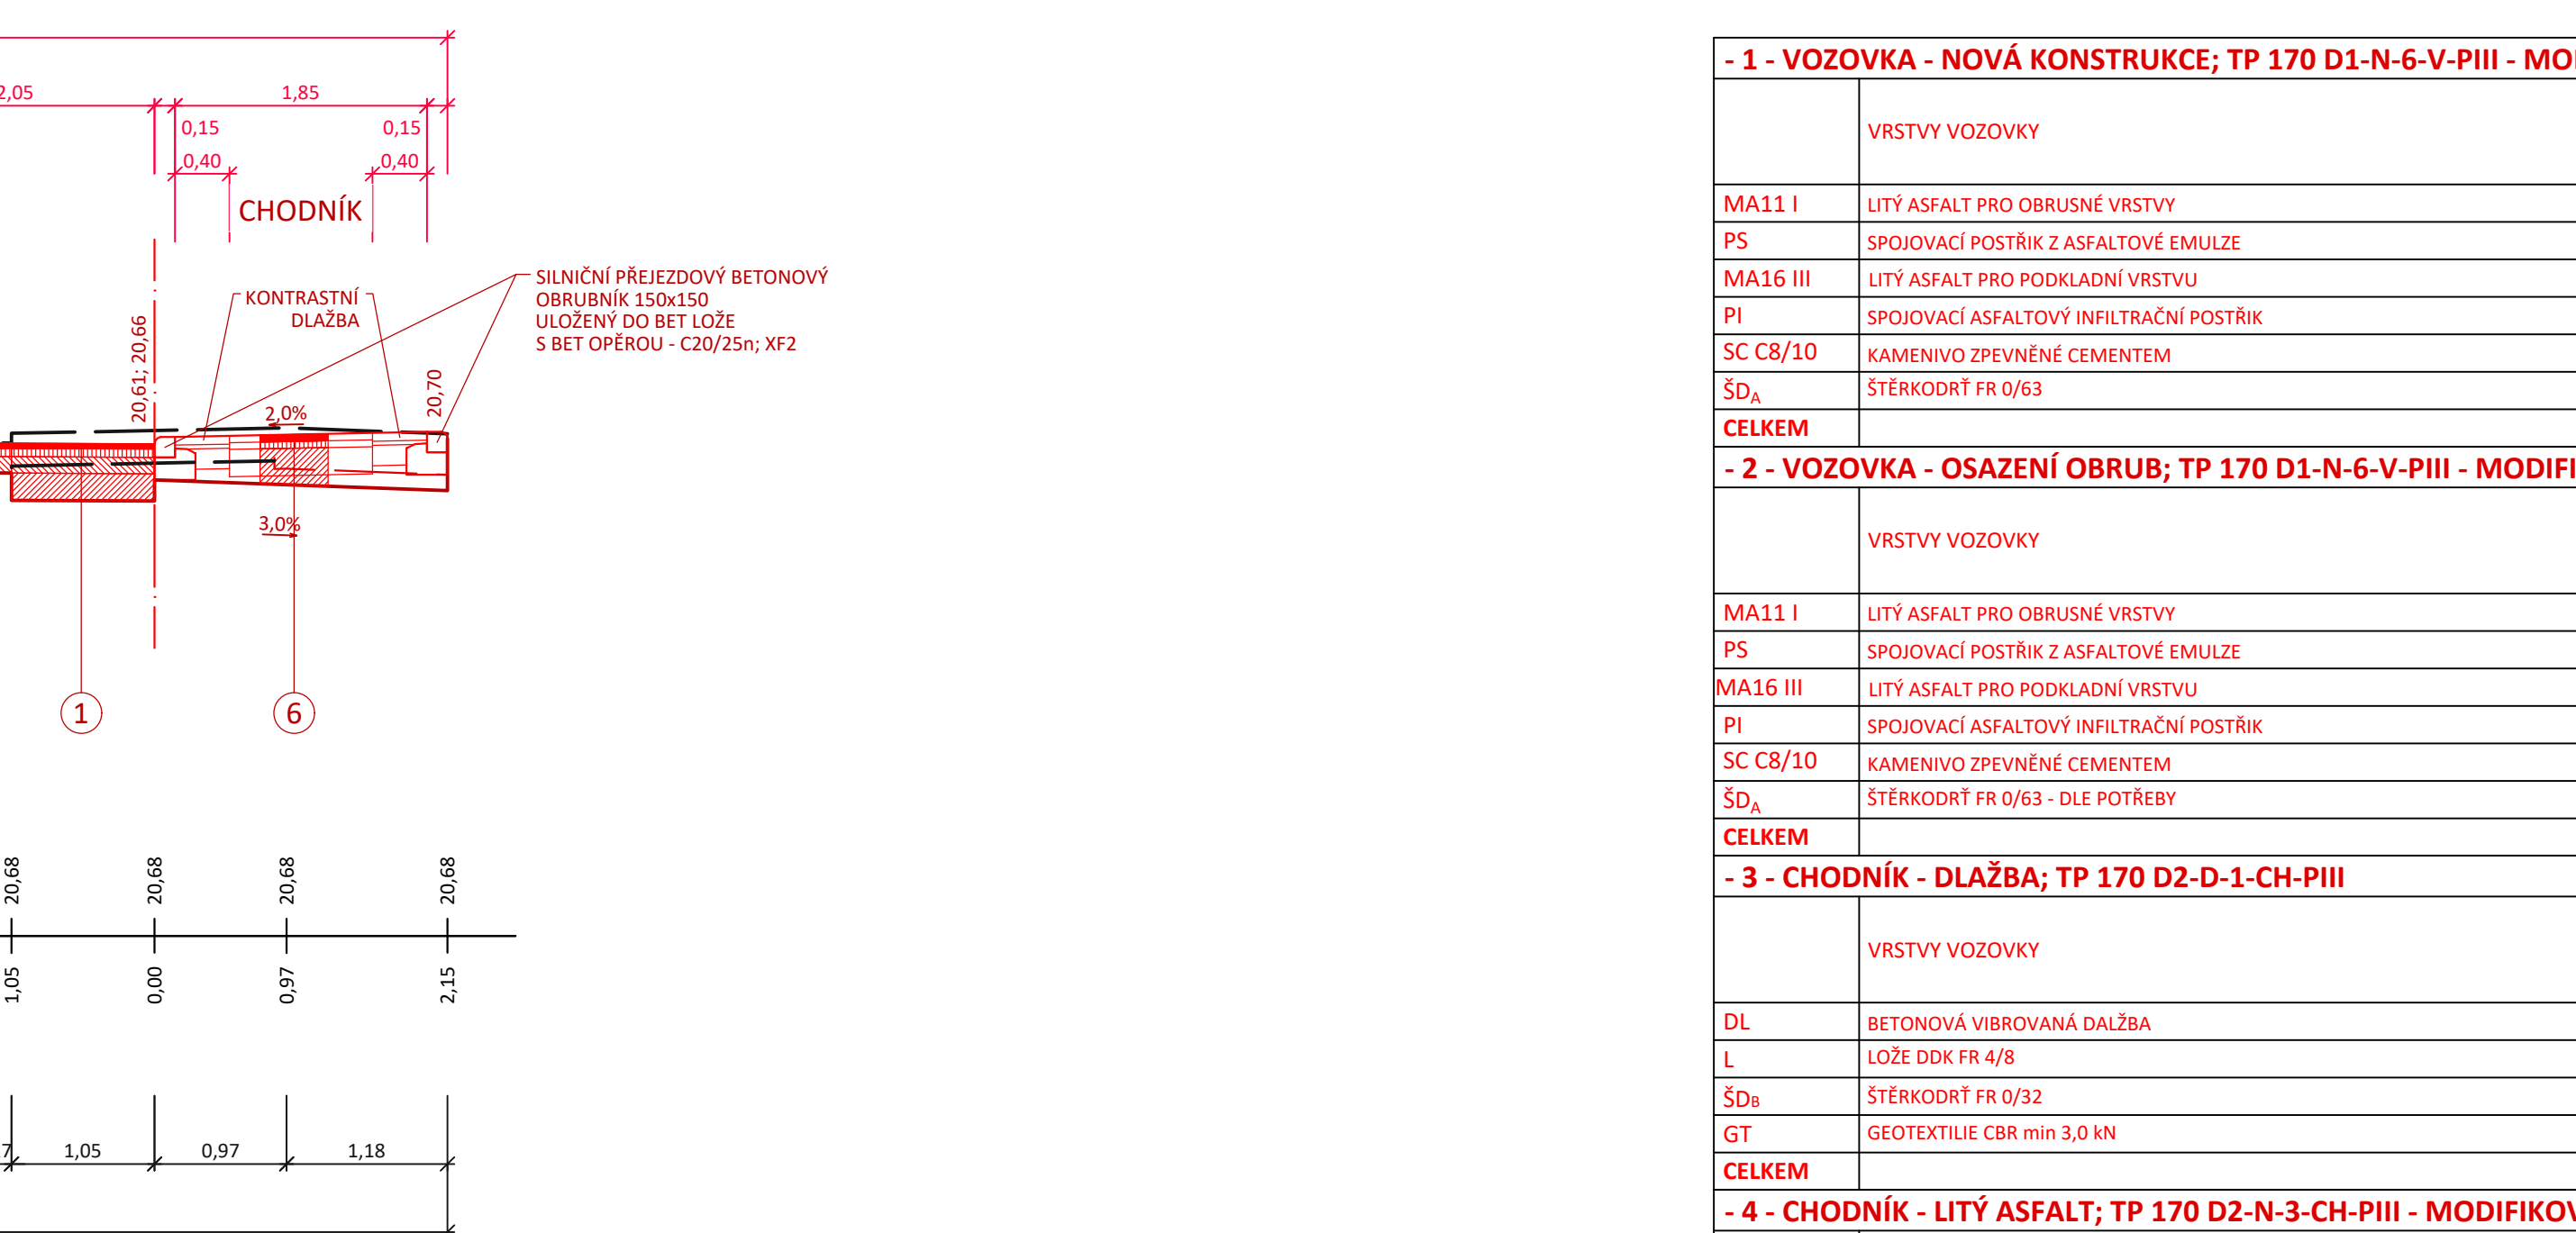 2,05
1,85
0,15
0,15
0,40
0,40
CHODNÍK
KONTRASTNÍ
DLAŽBA
SILNIČNÍ PŘEJEZDOVÝ BETONOVÝ
OBRUBNÍK 150x150
ULOŽENÝ DO BET LOŽE
S BET OPĚROU - C20/25n; XF2
20,61; 20,66
20,70
2,0%
3,0%
1
6
20,68
20,68
20,68
20,68
1,05
0,00
0,97
2,15
7
1,05
0,97
1,18
- 1 - VOZOVKA - NOVÁ KONSTRUKCE; TP 170 D1-N-6-V-PIII -
VRSTVY VOZOVKY
MA11 I LITÝ ASFALT PRO OBRUSNÉ VRSTVY
PS SPOJOVACÍ POSTŘIK Z ASFALTOVÉ EMULZE
MA16 III LITÝ ASFALT PRO PODKLADNÍ VRSTVU
PI SPOJOVACÍ ASFALTOVÝ INFILTRAČNÍ POSTŘIK
SC C8/10 KAMENIVO ZPEVNĚNÉ CEMENTEM
ŠDA ŠTĚRKODRŤ FR 0/63
CELKEM
- 2 - VOZOVKA - OSAZENÍ OBRUB; TP 170 D1-N-6-V-PIII - MODIFI
VRSTVY VOZOVKY
MA11 I LITÝ ASFALT PRO OBRUSNÉ VRSTVY
PS SPOJOVACÍ POSTŘIK Z ASFALTOVÉ EMULZE
MA16 III LITÝ ASFALT PRO PODKLADNÍ VRSTVU
PI SPOJOVACÍ ASFALTOVÝ INFILTRAČNÍ POSTŘIK
SC C8/10 KAMENIVO ZPEVNĚNÉ CEMENTEM
ŠDA ŠTĚRKODRŤ FR 0/63 - DLE POTŘEBY
CELKEM
- 3 - CHODNÍK - DLAŽBA; TP 170 D2-D-1-CH-PIII
VRSTVY VOZOVKY
DL BETONOVÁ VIBROVANÁ DALŽBA
L LOŽE DDK FR 4/8
ŠDB ŠTĚRKODRŤ FR 0/32
GT GEOTEXTILIE CBR min 3,0 kN
CELKEM
- 4 - CHODNÍK - LITÝ ASFALT; TP 170 D2-N-3-CH-PIII - MODIFIKOV